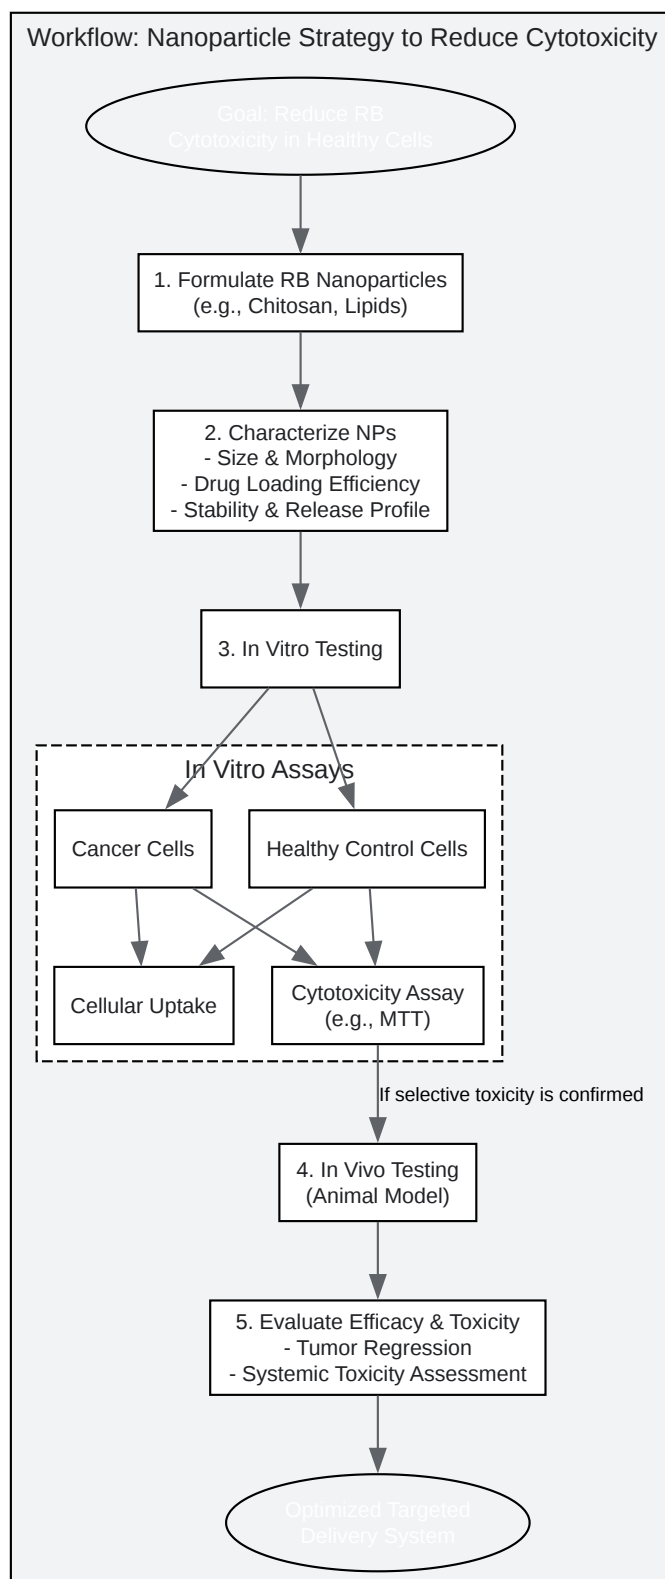 Workflow: Nanoparticle Strategy to Reduce Cytotoxicity
Goal: Reduce RB
Cytotoxicity in Healthy Cells
1. Formulate RB Nanoparticles
(e.g., Chitosan, Lipids)
2. Characterize NPs
- Size & Morphology
- Drug Loading Efficiency
- Stability & Release Profile
3. In Vitro Testing
In Vitro Assays
Cancer Cells
Healthy Control Cells
Cellular Uptake
Cytotoxicity Assay
(e.g., MTT)
If selective toxicity is confirmed
4. In Vivo Testing
(Animal Model)
5. Evaluate Efficacy & Toxicity
- Tumor Regression
- Systemic Toxicity Assessment
Optimized Targeted
Delivery System